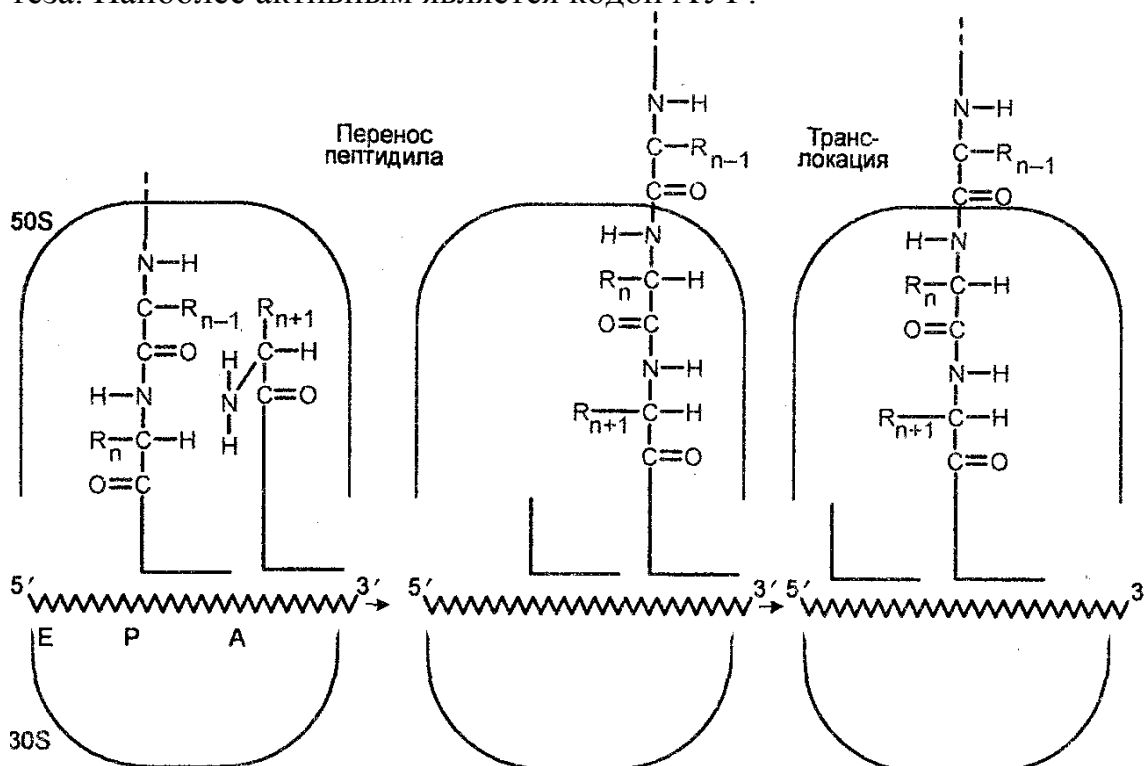 теза. Наиболее активным является кодон АУГ.
Перенос
пептидила
Транс-
локация
50S
N–H
C–R n–1
C=O
H–N
R n C–H
O=C
R n+1
C–H
H
N
H
C=O
N–H
C–R n–1
C=O
H–N
R n C–H
O=C
N–H
R n+1 C–H
C=O
N–H
C–R n–1
C=O
H–N
R n C–H
O=C
N–H
R n+1 C–H
C=O
5′ 3′
5′ 3′
5′ 3
E P A
30S